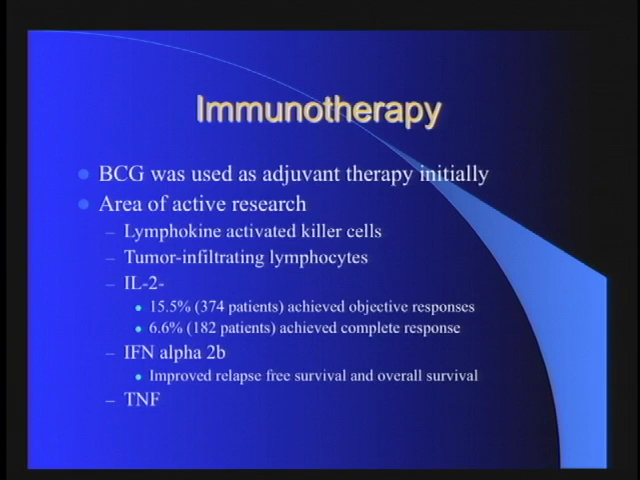 Immunotherapy
BCG was used as adjuvant therapy initially
Area of active research
– Lymphokine activated killer cells
– Tumor-infiltrating lymphocytes
– IL-2-
15.5% (374 patients) achieved objective responses
6.6% (182 patients) achieved complete response
– IFN alpha 2b
Improved relapse free survival and overall survival
– TNF